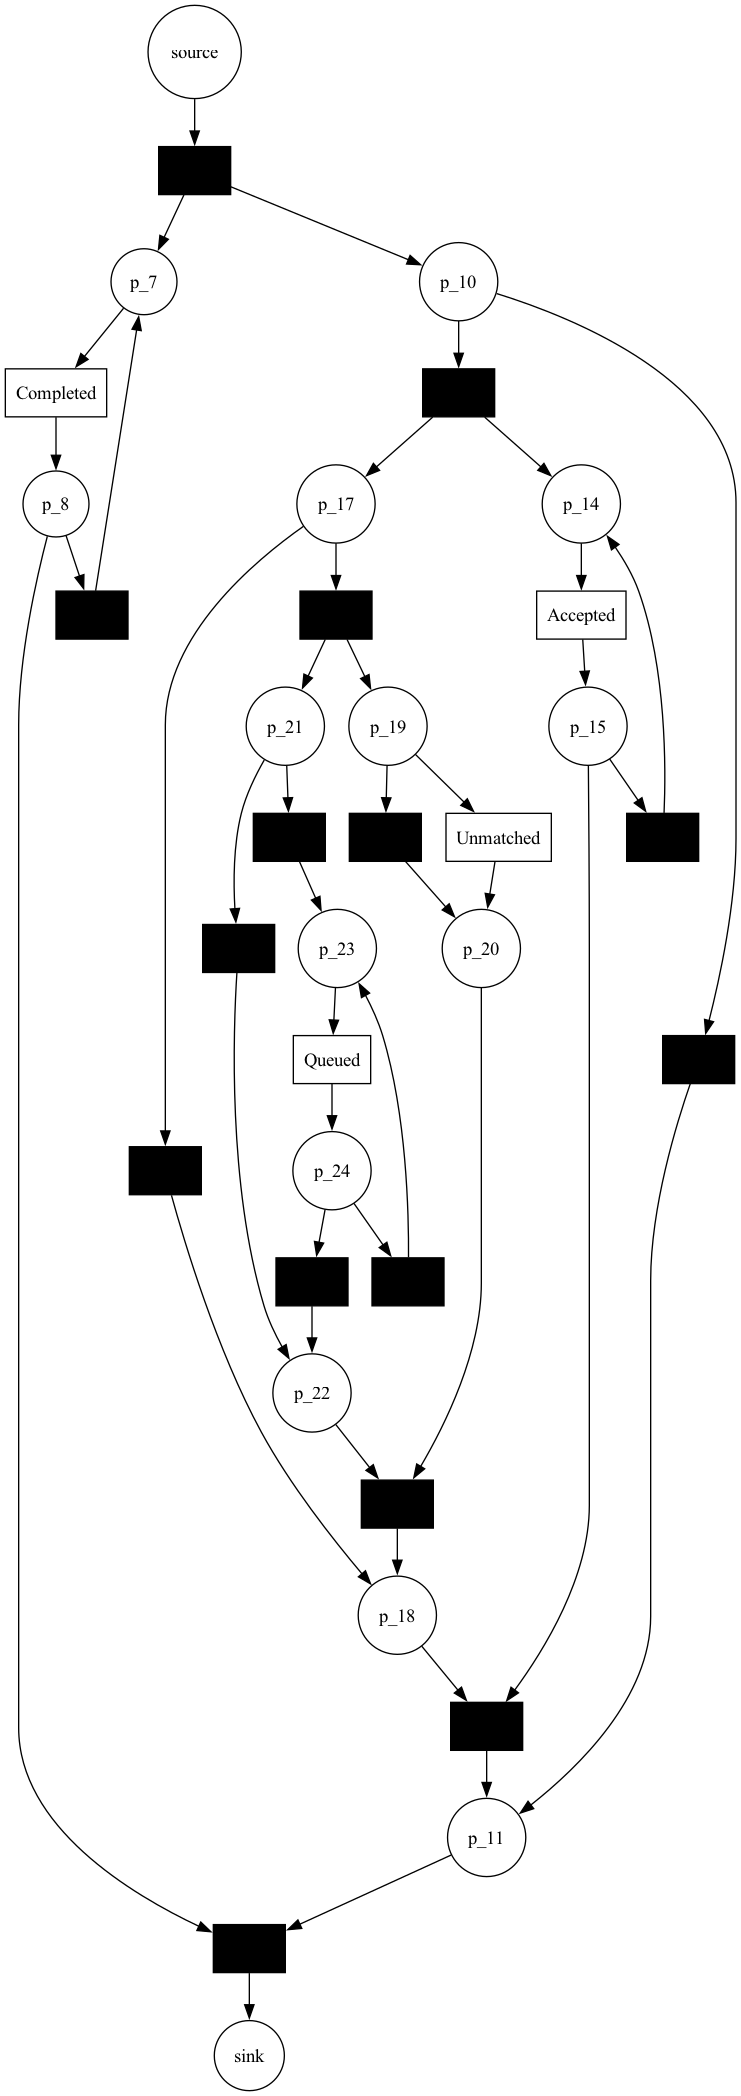 source
p_7
p_10
Completed
p_8
p_17
p_14
Accepted
p_21
p_19
p_15
Unmatched
p_23
p_20
Queued
p_24
p_22
p_18
p_11
sink